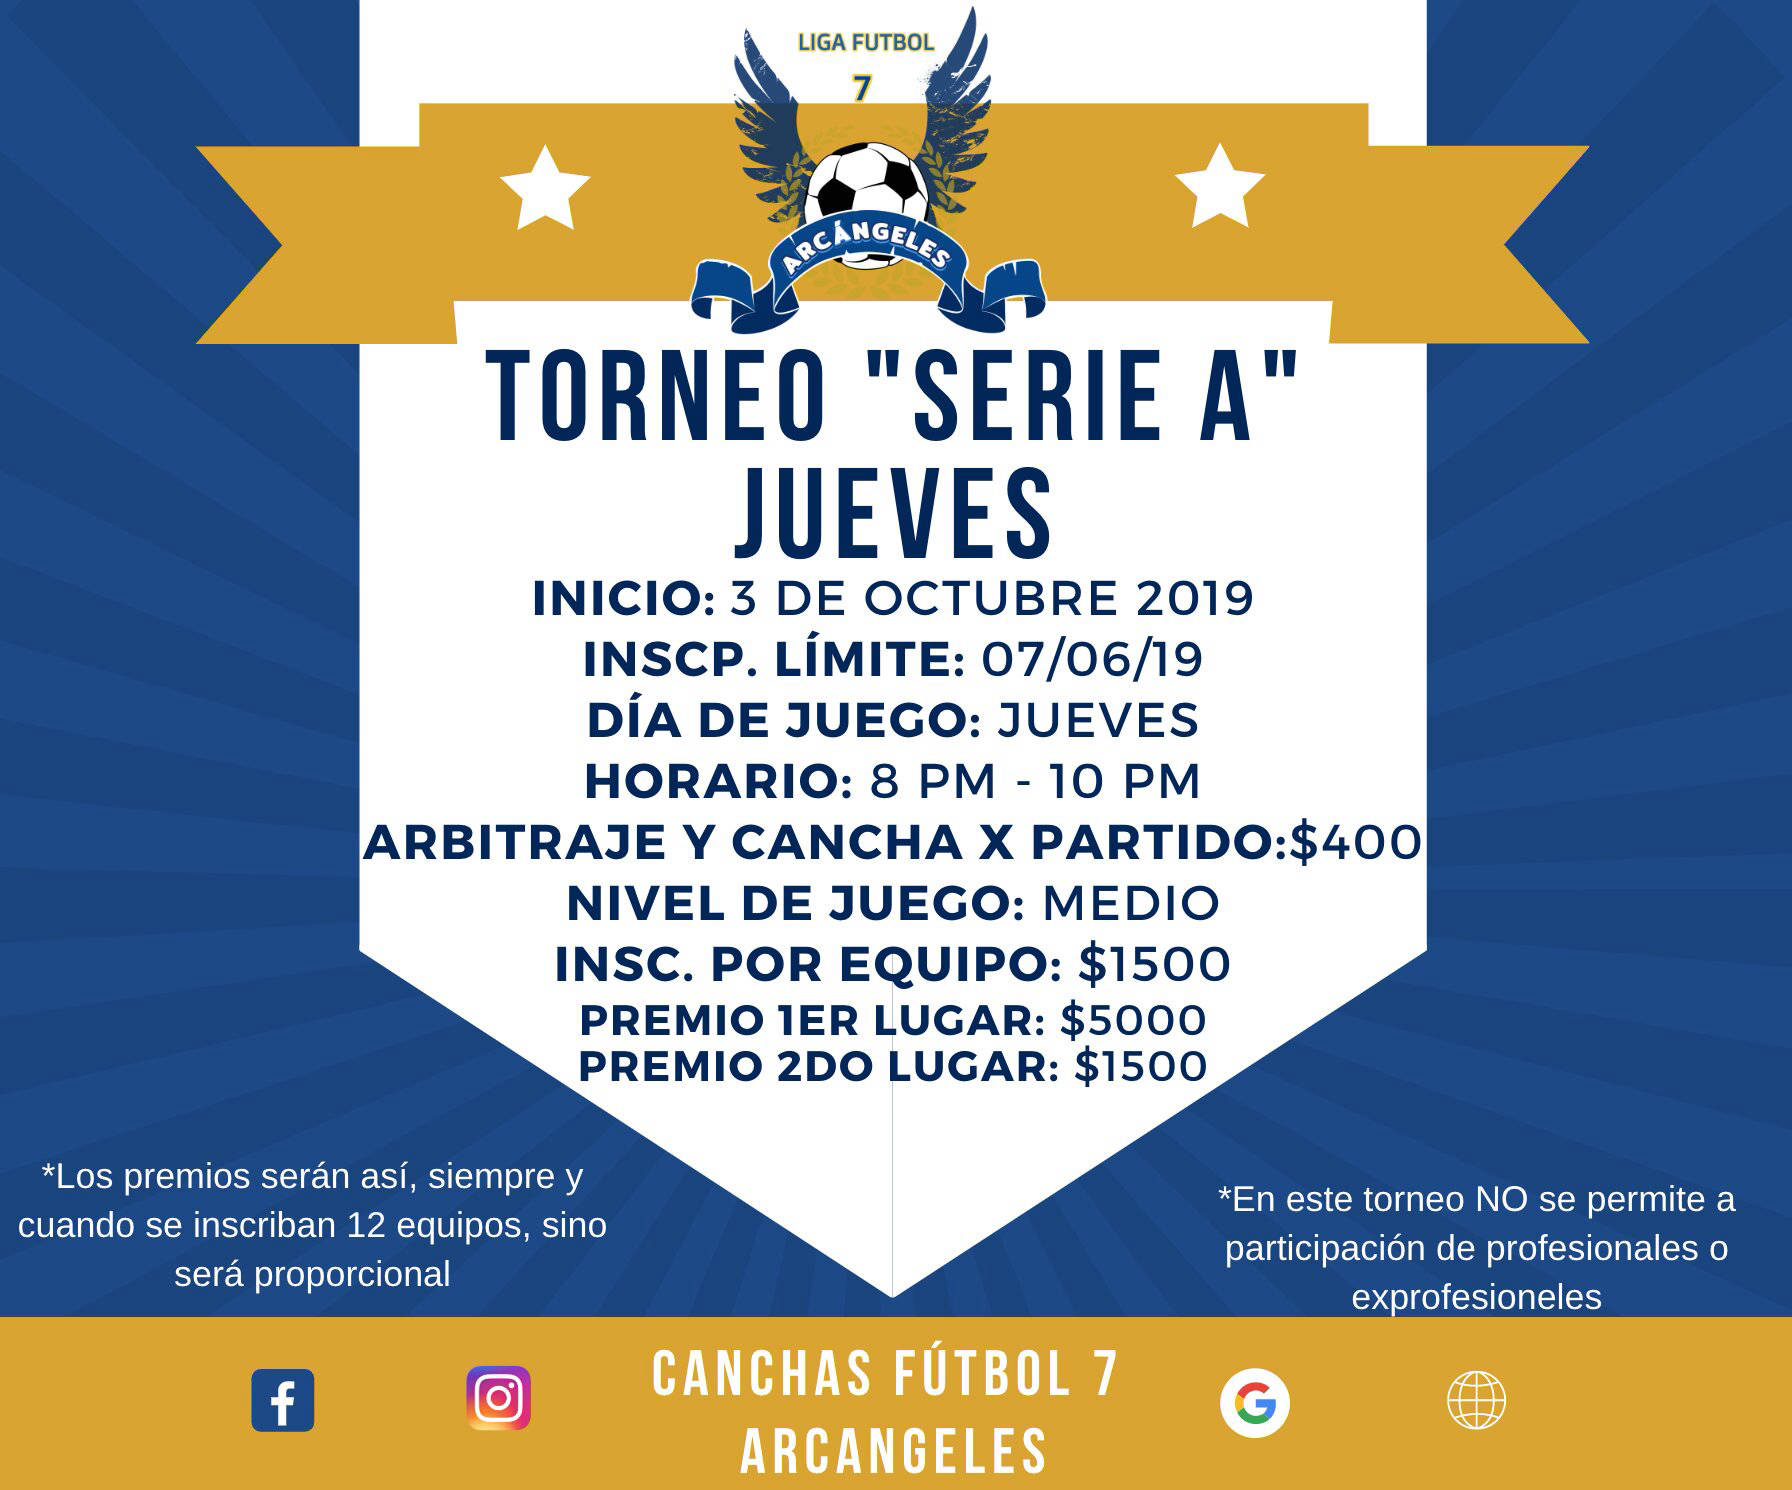 LIGA FUTBOL
7
ARCÁNGELES
TORNEO "SERIE A"
JUEVES
INICIO: 3 DE OCTUBRE 2019
INSCP. LÍMITE: 07/06/19
DÍA DE JUEGO: JUEVES
HORARIO: 8 PM - 10 PM
ARBITRAJE Y CANCHA X PARTIDO:$400
NIVEL DE JUEGO: MEDIO
INSC. POR EQUIPO: $1500
PREMIO 1ER LUGAR: $5000
PREMIO 2DO LUGAR: $1500
*Los premios serán así, siempre y
cuando se inscriban 12 equipos, sino
será proporcional
*En este torneo NO se permite a
participación de profesionales o
exprofesioneles
CANCHAS FÚTBOL 7
ARCANGELES